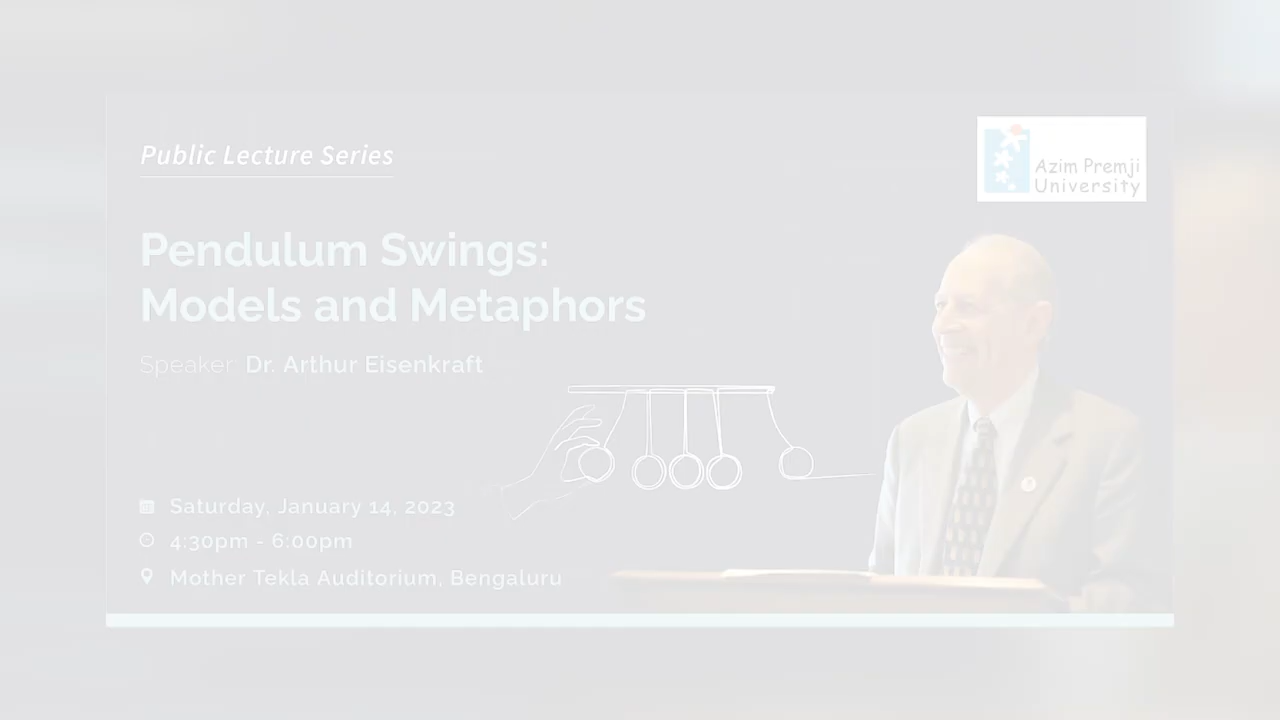 Public Lecture Series
Azim Premji
University
Pendulum Swings:
Models and Metaphors
Speaker: Dr. Arthur Eisenkraft
Saturday, January 14, 2023
4:30pm - 6:00pm
Mother Tekla Auditorium, Bengaluru